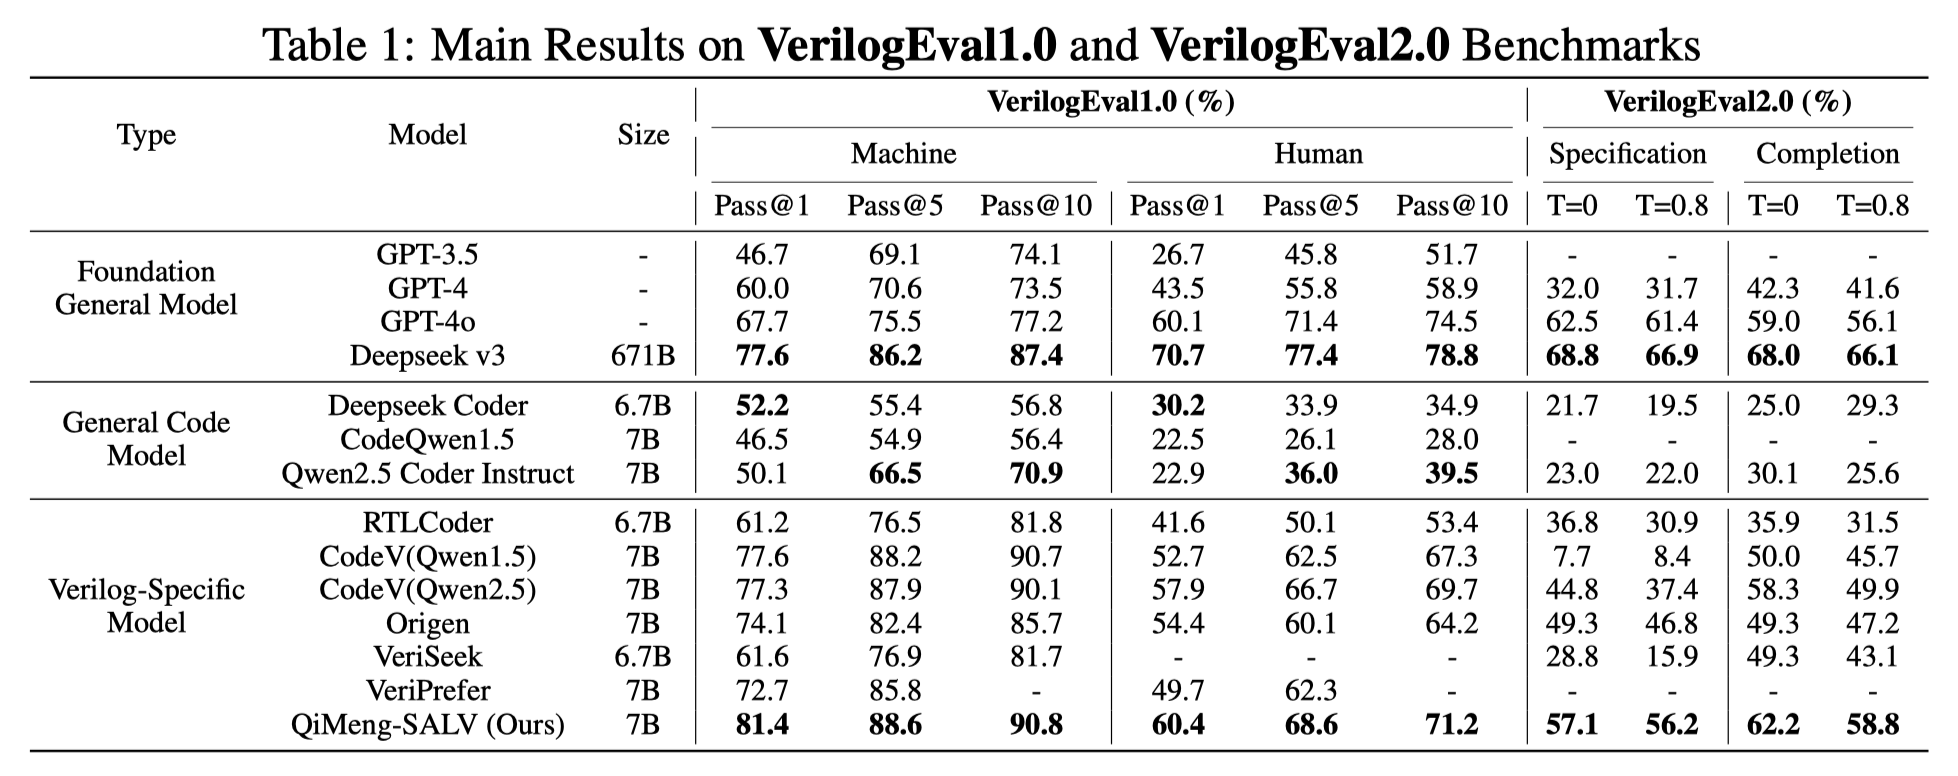 Table 1: Main Results on VerilogEval1.0 and VerilogEval2.0 Benchmarks
Type Model Size VerilogEval1.0 (%) VerilogEval2.0 (%)
Machine Human Specification Completion
Pass@1 Pass@5 Pass@10 Pass@1 Pass@5 Pass@10 T=0 T=0.8 T=0 T=0.8
Foundation General Model
GPT-3.5 - 46.7 69.1 74.1 26.7 45.8 51.7 - - - -
GPT-4 - 60.0 70.6 73.5 43.5 55.8 58.9 32.0 31.7 42.3 41.6
GPT-4o - 67.7 75.5 77.2 60.1 71.4 74.5 62.5 61.4 59.0 56.1
Deepseek v3 671B 77.6 86.2 87.4 70.7 77.4 78.8 68.8 66.9 68.0 66.1
General Code Model
Deepseek Coder 6.7B 52.2 55.4 56.8 30.2 33.9 34.9 21.7 19.5 25.0 29.3
CodeQwen1.5 7B 46.5 54.9 56.4 22.5 26.1 28.0 - - - -
Qwen2.5 Coder Instruct 7B 50.1 66.5 70.9 22.9 36.0 39.5 23.0 22.0 30.1 25.6
Verilog-Specific Model
RTLCoder 6.7B 61.2 76.5 81.8 41.6 50.1 53.4 36.8 30.9 35.9 31.5
CodeV(Qwen1.5) 7B 77.6 88.2 90.7 52.7 62.5 67.3 7.7 8.4 50.0 45.7
CodeV(Qwen2.5) 7B 77.3 87.9 90.1 57.9 66.7 69.7 44.8 37.4 58.3 49.9
Origen 7B 74.1 82.4 85.7 54.4 60.1 64.2 49.3 46.8 49.3 47.2
VeriSeek 6.7B 61.6 76.9 81.7 - - - 28.8 15.9 49.3 43.1
VeriPrefer 7B 72.7 85.8 - 49.7 62.3 - - - - -
QiMeng-SALV (Ours) 7B 81.4 88.6 90.8 60.4 68.6 71.2 57.1 56.2 62.2 58.8